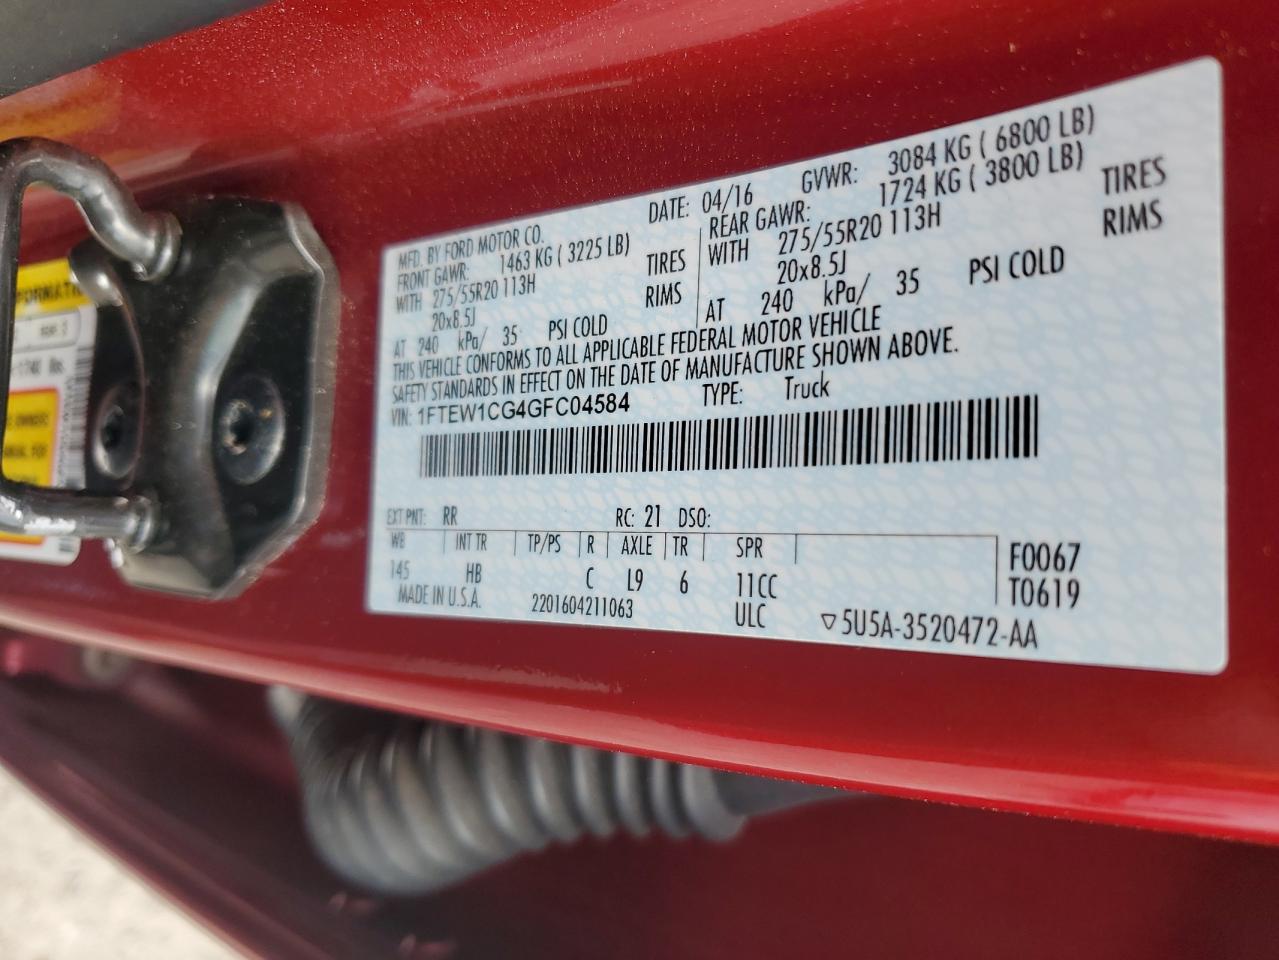 MFD. BY FORD MOTOR CO.
DATE: 04/16
GVWR: 3084 KG ( 6800 LB)
FRONT GAWR: 1463 KG ( 3225 LB)
REAR GAWR: 1724 KG ( 3800 LB)
WITH 275/55R20 113H TIRES
WITH 275/55R20 113H TIRES
20x8.5J RIMS
20x8.5J RIMS
AT 240 kPa/ 35 PSI COLD
AT 240 kPa/ 35 PSI COLD
THIS VEHICLE CONFORMS TO ALL APPLICABLE FEDERAL MOTOR VEHICLE
SAFETY STANDARDS IN EFFECT ON THE DATE OF MANUFACTURE SHOWN ABOVE.
VIN: 1FTEW1CG4GFC04584
TYPE: Truck
EXT PNT: RR RC: 21 DSO:
WB INT TR TP/PS R AXLE TR SPR
145 HB C L9 6 11CC
F0067
T0619
MADE IN U.S.A. 2201604211063 ULC ▽5U5A-3520472-AA